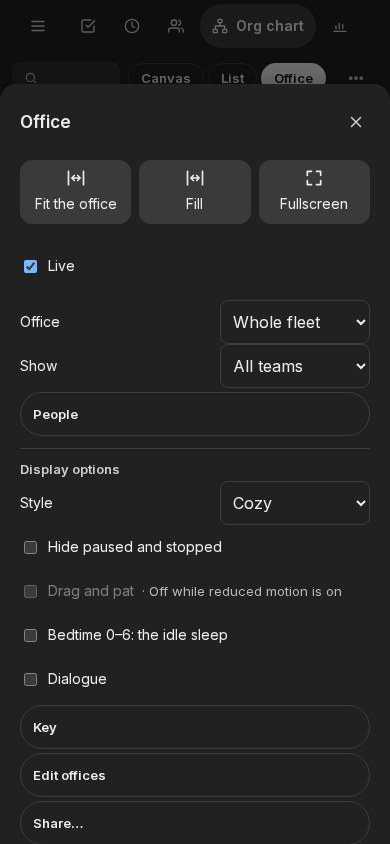 Org chart
Canvas
List
Office
Office
Fit the office
Fill
Fullscreen
Live
Office
Whole fleet
Show
All teams
People
Display options
Style
Cozy
Hide paused and stopped
Drag and pat · Off while reduced motion is on
Bedtime 0–6: the idle sleep
Dialogue
Key
Edit offices
Share…